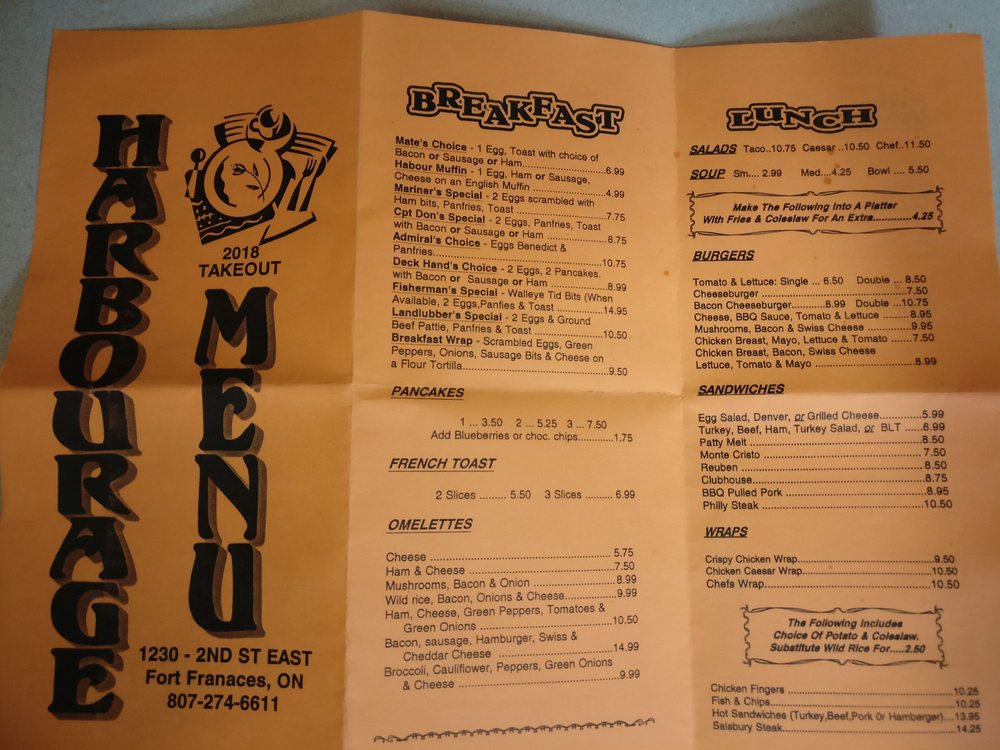 HARBOURAGE
2018
TAKEOUT
MENU
1230 - 2ND ST EAST
Fort Franaces, ON
807-274-6611
BREAKFAST
Mate's Choice - 1 Egg, Toast with choice of
Bacon or Sausage or Ham..........................6.99
Habour Muffin - 1 Egg, Ham or Sausage,
Cheese on an English Muffin ..................4.99
Mariner's Special - 2 Eggs scrambled with
Ham bits, Panfries, Toast ........................7.75
Cpt Don's Special - 2 Eggs, Panfries, Toast
with Bacon or Sausage or Ham ................8.75
Admiral's Choice - Eggs Benedict &
Panfries.............................................10.75
Deck Hand's Choice - 2 Eggs, 2 Pancakes.
with Bacon or Sausage or Ham ...............8.99
Fisherman's Special - Walleye Tid Bits (When
Available, 2 Eggs,Panfies & Toast .............14.95
Landlubber's Special - 2 Eggs & Ground
Beef Pattie, Panfries & Toast ..................10.50
Breakfast Wrap - Scrambled Eggs, Green
Peppers, Onions, Sausage Bits & Cheese on
a Flour Tortilla.......................................9.50
PANCAKES
1 ... 3.50 2 ... 5.25 3 ... 7.50
Add Blueberries or choc. chips..........1.75
FRENCH TOAST
2 Slices ......... 5.50 3 Slices ......... 6.99
OMELETTES
Cheese ................................................... 5.75
Ham & Cheese ........................................7.50
Mushrooms, Bacon & Onion ......................8.99
Wild rice, Bacon, Onions & Cheese..............9.99
Ham, Cheese, Green Peppers, Tomatoes &
Green Onions ......................................10.50
Bacon, sausage, Hamburger, Swiss &
Cheddar Cheese ................................14.99
Broccoli, Cauliflower, Peppers, Green Onions
& Cheese .............................................9.99
LUNCH
SALADS Taco..10.75 Caesar ..10.50 Chef..11.50
SOUP Sm.... 2.99 Med....4.25 Bowl .... 5.50
Make The Following Into A Platter
With Fries & Coleslaw For An Extra............4.25
BURGERS
Tomato & Lettuce: Single ... 6.50 Double ... 8.50
Cheeseburger .............................................7.50
Bacon Cheeseburger..........8.99 Double ...10.75
Cheese, BBQ Sauce, Tomato & Lettuce ........8.95
Mushrooms, Bacon & Swiss Cheese ............9.95
Chicken Breast, Mayo, Lettuce & Tomato .......7.50
Chicken Breast, Bacon, Swiss Cheese
Lettuce, Tomato & Mayo ..........................8.99
SANDWICHES
Egg Salad, Denver, or Grilled Cheese............5.99
Turkey, Beef, Ham, Turkey Salad, or BLT ......6.99
Patty Melt ...................................................8.50
Monte Cristo ................................................7.50
Reuben .......................................................8.50
Clubhouse....................................................8.75
BBQ Pulled Pork ..........................................8.95
Philly Steak ................................................10.50
WRAPS
Crispy Chicken Wrap......................................9.50
Chicken Caesar Wrap.....................................10.50
Chefs Wrap..................................................10.50
The Following Includes
Choice Of Potato & Coleslaw.
Substitute Wild Rice For.....2.50
Chicken Fingers ................................................10.25
Fish & Chips....................................................10.25
Hot Sandwiches (Turkey,Beef,Pork 0r Hamberger)....13.95
Salsbury Steak..................................................14.25